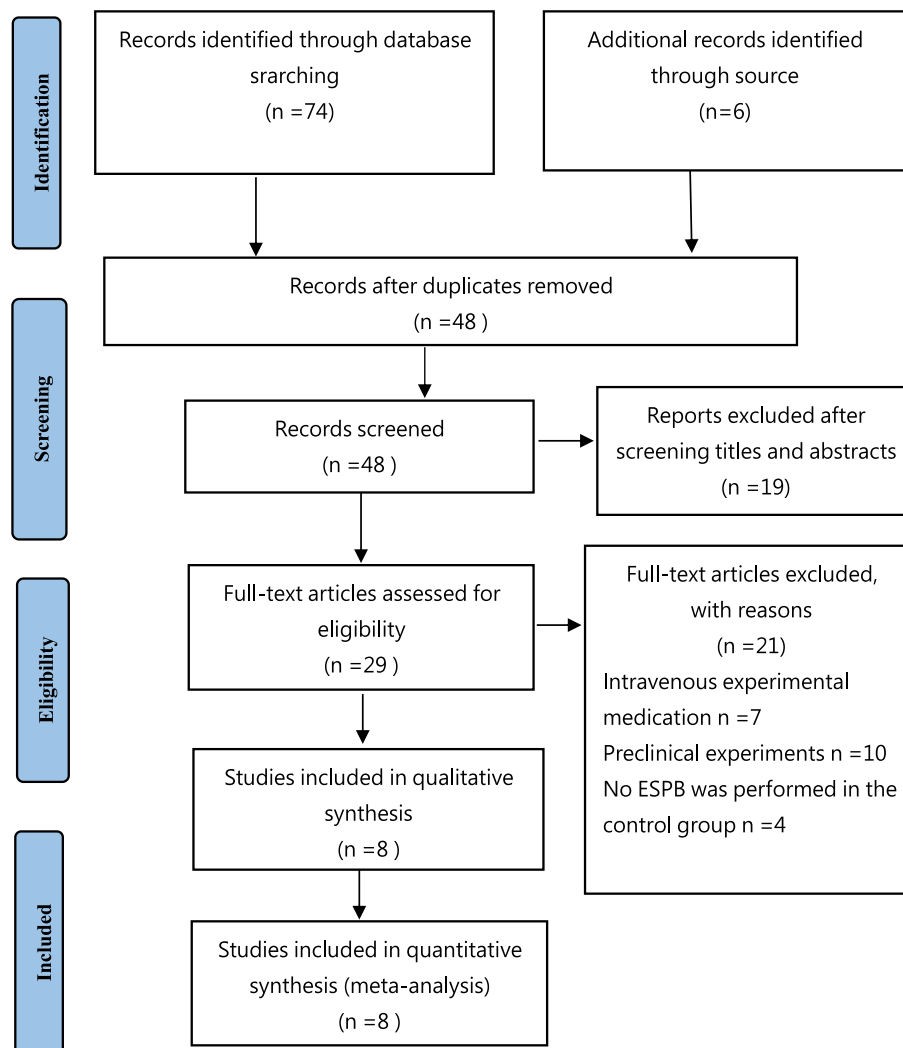 Identification
Records identified through database
srarching
(n =74)
Additional records identified
through source
(n=6)
Records after duplicates removed
(n =48 )
Screening
Records screened
(n =48 )
Reports excluded after
screening titles and abstracts
(n =19)
Eligibility
Full-text articles assessed for
eligibility
(n =29 )
Full-text articles excluded,
with reasons
(n =21)
Intravenous experimental
medication n =7
Preclinical experiments n =10
No ESPB was performed in the
control group n =4
Studies included in qualitative
synthesis
(n =8 )
Included
Studies included in quantitative
synthesis (meta-analysis)
(n =8 )